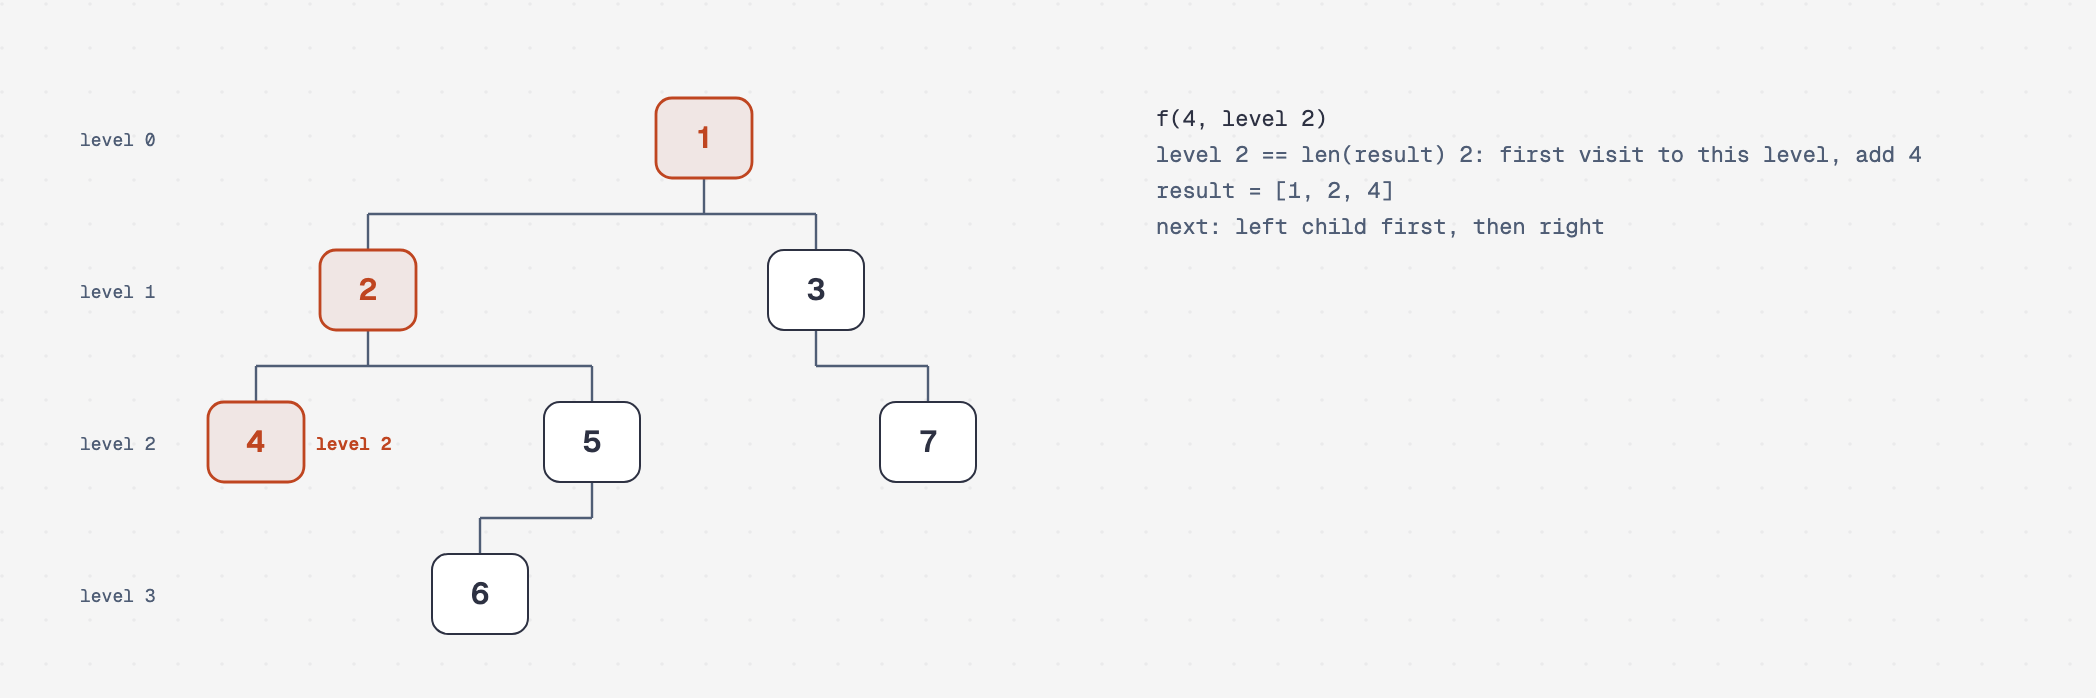 f(4, level 2)
level 2 == len(result) 2: first visit to this level, add 4
result = [1, 2, 4]
next: left child first, then right
level 0
1
level 1
2
3
level 2
4
level 2
5
7
level 3
6